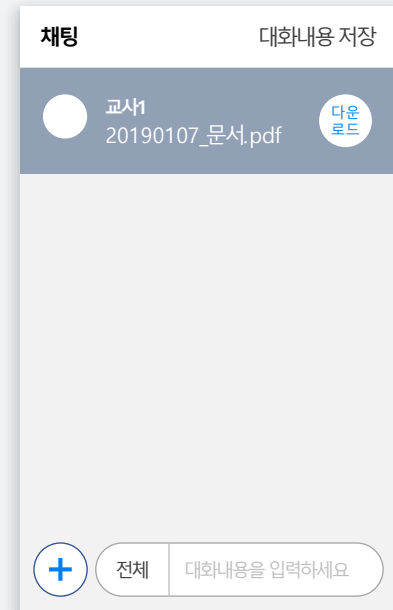 채팅 대화내용 저장
교사1
20190107_문서.pdf
다운
로드
전체 대화내용을 입력하세요